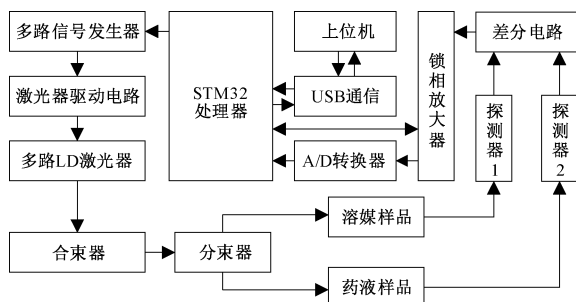 多路信号发生器
激光器驱动电路
多路LD激光器
合束器
分束器
STM32
处理器
上位机
USB通信
A/D转换器
锁相放大器
差分电路
探测器1
探测器2
溶媒样品
药液样品